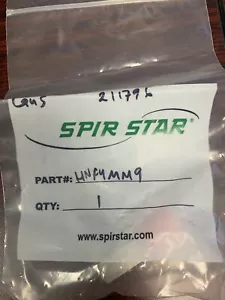 211796
SPIR STAR®
PART#: HNF4MM9
QTY: 1
www.spirstar.com